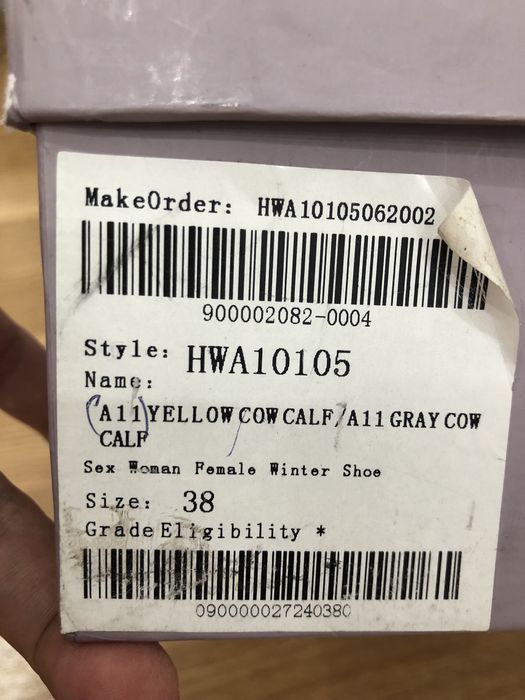 MakeOrder: HWA10105062002
900002082-0004
Style: HWA10105
Name:
(A11)YELLOW COW CALF/A11 GRAY COW
CALF
Sex Woman Female Winter Shoe
Size: 38
Grade Eligibility *
090000027240380